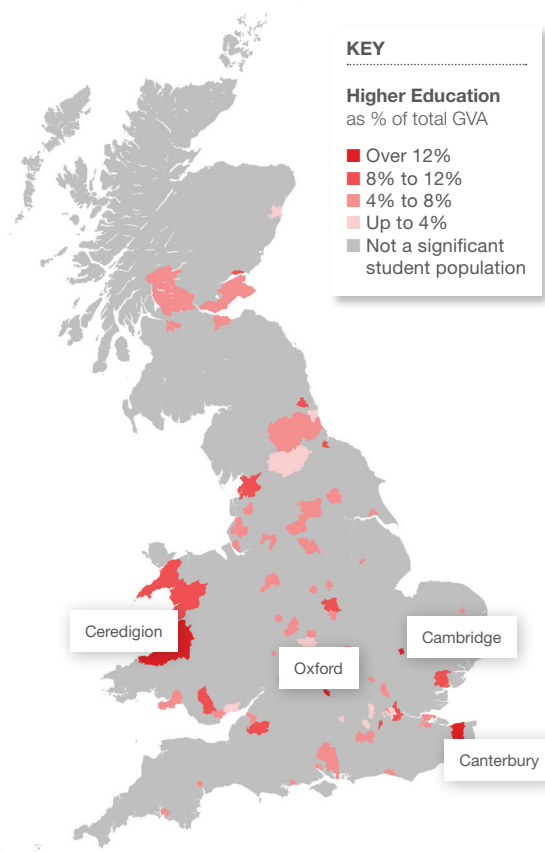 KEY
Higher Education
as % of total GVA
Over 12%
8% to 12%
4% to 8%
Up to 4%
Not a significant
student population
Ceredigion
Cambridge
Oxford
Canterbury